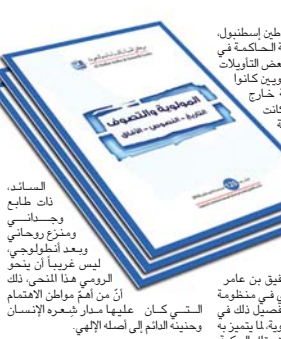 طين إسطنبول،
ة الحاكمة في
بعض التأويلات
ويين كانوا
ة خارج
كانت
ة
المولوية والتصوف
التاريخ - النصوص - الآفاق
السائد،
ذات طابع
وجداني
ومنزع روحاني
وبعد أنطولوجي،
ليس غريباً أن ينحو
الرومي هذا المنحى، ذلك
أنّ من أهمّ مواطن الاهتمام
التي كان عليها مدار شعره الإنسان
وحنينه الدائم إلى أصله الإلهي.
فيق بن عامر
ي في منظومة
فصيل ذلك في
وية، لما يتميز به